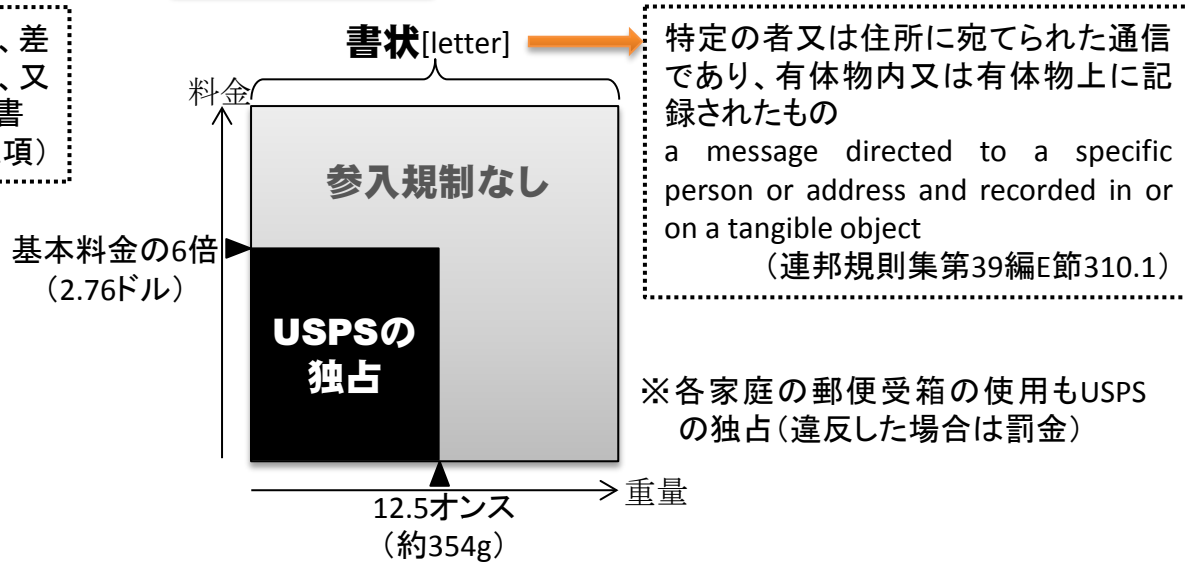 、差
、又
書
項）
書状[letter]
料金
参入規制なし
基本料金の6倍
（2.76ドル）
USPSの
独占
12.5オンス
（約354g）
重量
特定の者又は住所に宛てられた通信
であり、有体物内又は有体物上に記
録されたもの
a message directed to a specific
person or address and recorded in or
on a tangible object
（連邦規則集第39編E節310.1）
※各家庭の郵便受箱の使用もUSPS
の独占（違反した場合は罰金）